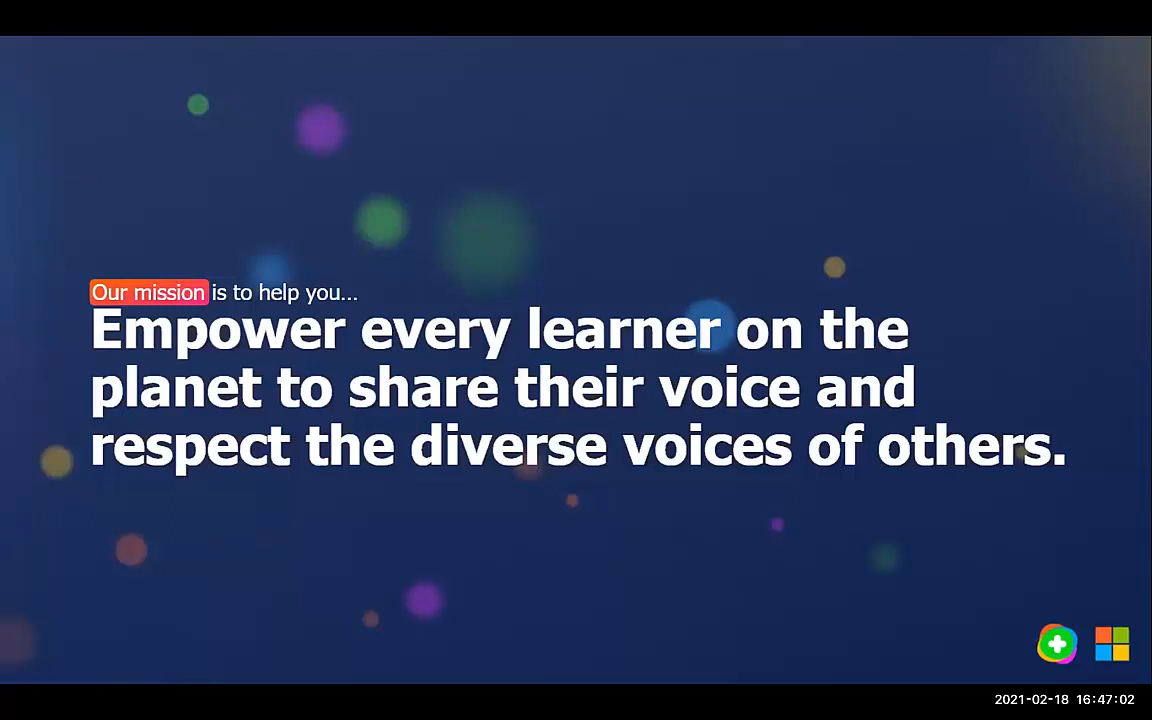 Our mission is to help you...
Empower every learner on the
planet to share their voice and
respect the diverse voices of others.
2021-02-18 16:47:02